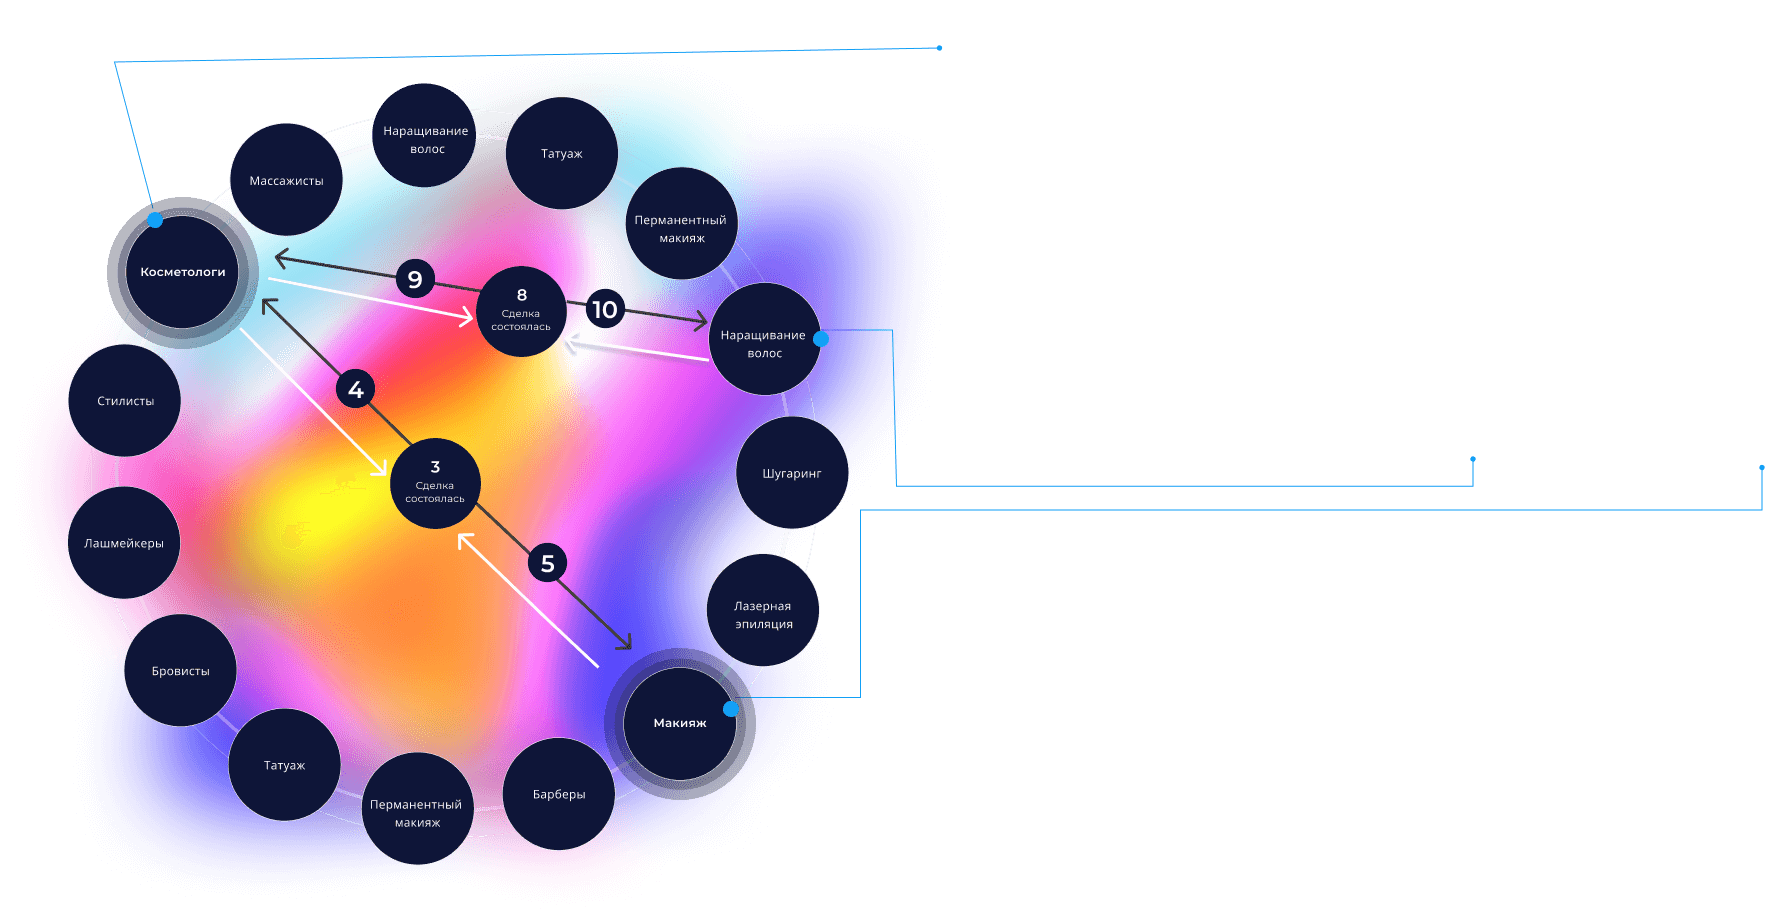 Наращивание
волос
Татуаж
Массажисты
Перманентный
макияж
Косметологи
9
8
Сделка
состоялась
10
Наращивание
волос
4
Стилисты
3
Сделка
состоялась
Шугаринг
Лашмейкеры
5
Лазерная
эпиляция
Бровисты
Макияж
Татуаж
Перманентный
макияж
Барберы